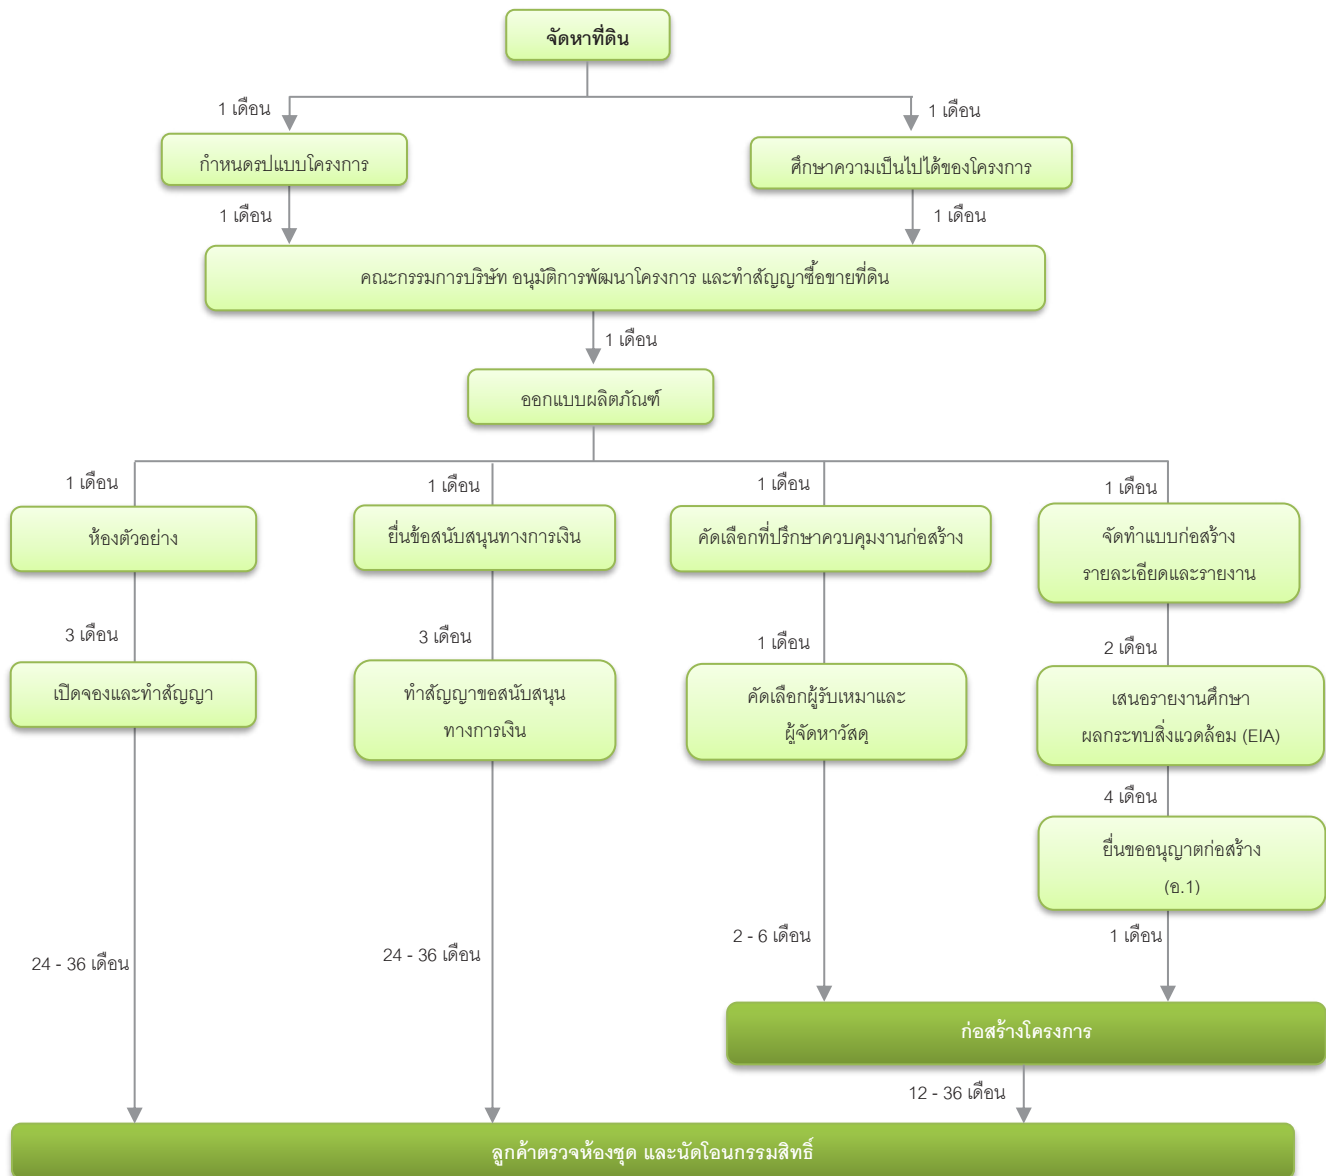 จัดหาที่ดิน
1 เดือน
1 เดือน
กำหนดรูปแบบโครงการ
ศึกษาความเป็นไปได้ของโครงการ
1 เดือน
1 เดือน
คณะกรรมการบริษัท อนุมัติการพัฒนาโครงการ และทำสัญญาซื้อขายที่ดิน
1 เดือน
ออกแบบผลิตภัณฑ์
1 เดือน
1 เดือน
1 เดือน
1 เดือน
ห้องตัวอย่าง
ยื่นข้อสนับสนุนทางการเงิน
คัดเลือกที่ปรึกษาควบคุมงานก่อสร้าง
จัดทำแบบก่อสร้าง
รายละเอียดและรายงาน
3 เดือน
3 เดือน
1 เดือน
2 เดือน
เปิดจองและทำสัญญา
ทำสัญญาขอสนับสนุน
ทางการเงิน
คัดเลือกผู้รับเหมาและ
ผู้จัดหาวัสดุ
เสนอรายงานศึกษา
ผลกระทบสิ่งแวดล้อม (EIA)
4 เดือน
ยื่นขออนุญาตก่อสร้าง
(อ.1)
24 - 36 เดือน
24 - 36 เดือน
2 - 6 เดือน
1 เดือน
ก่อสร้างโครงการ
12 - 36 เดือน
ลูกค้าตรวจห้องชุด และนัดโอนกรรมสิทธิ์